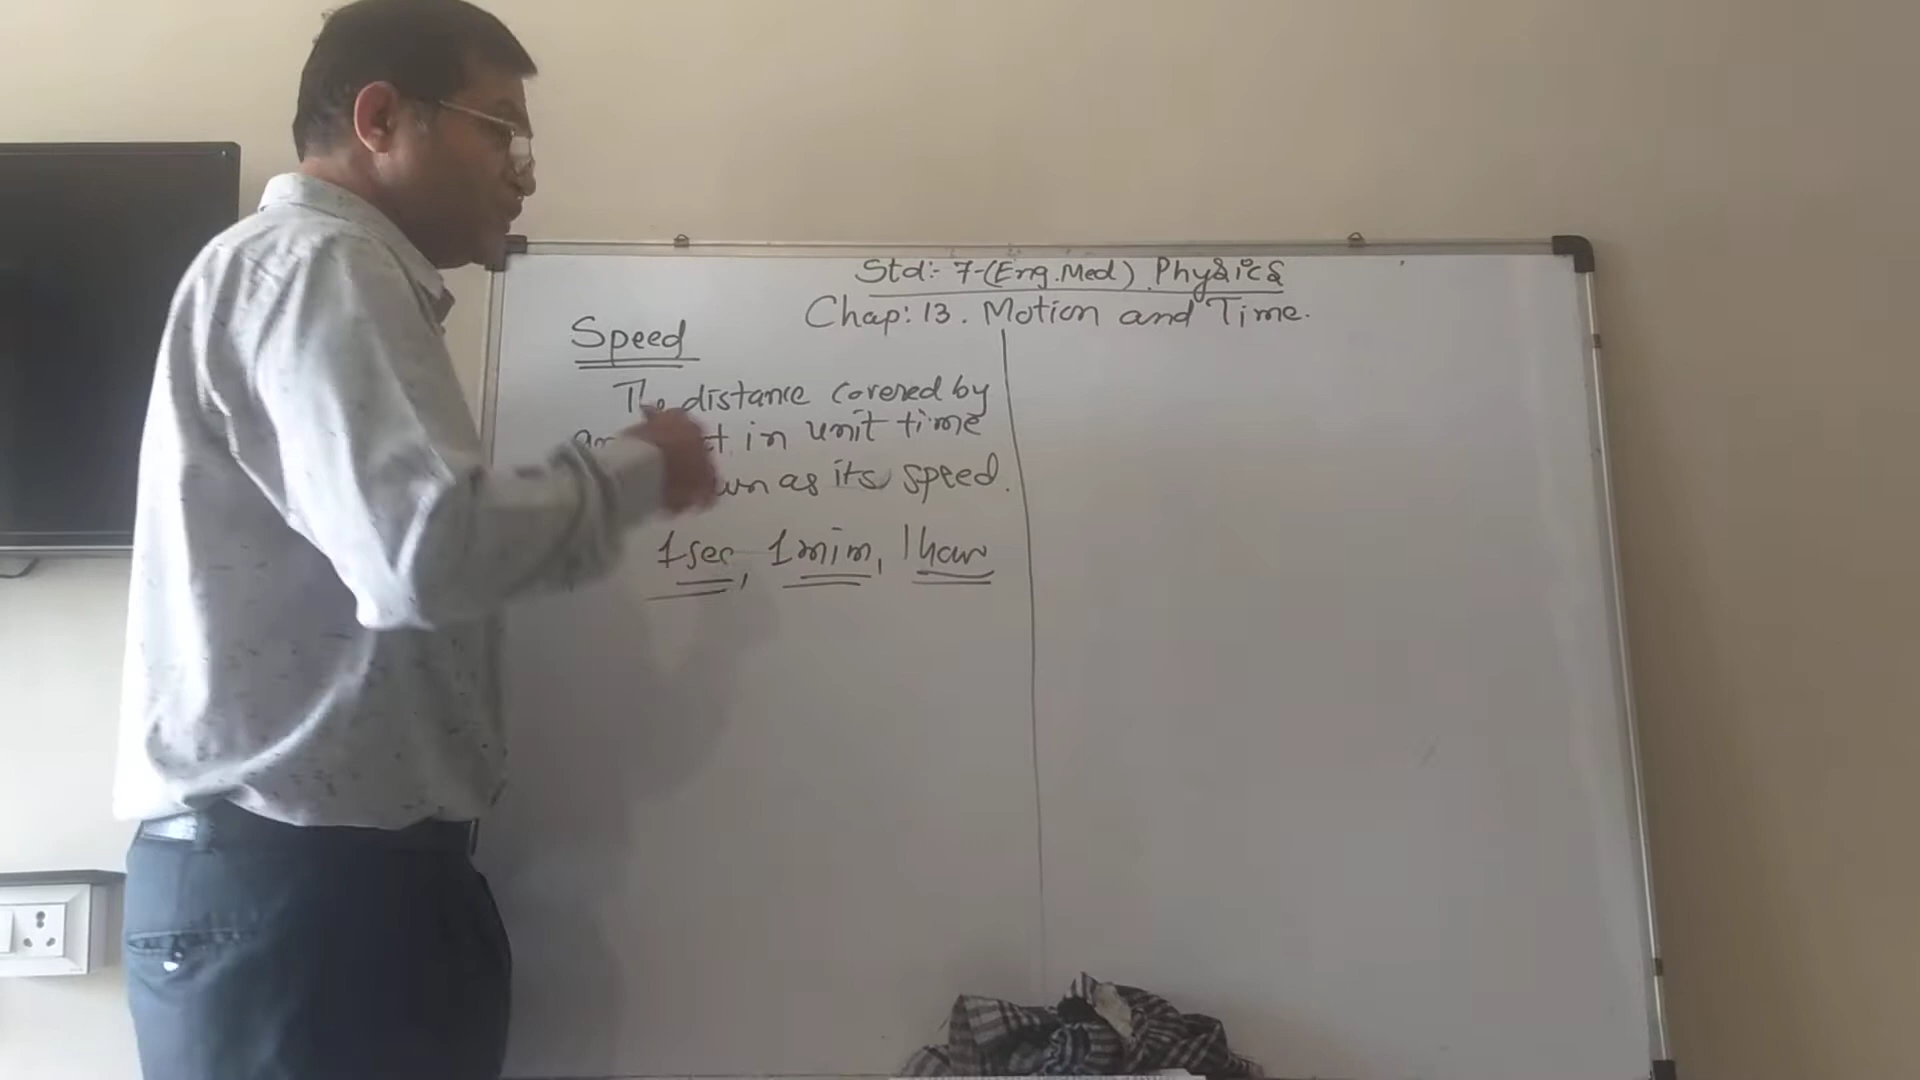 Std:- 7-(Eng.Med) Physics
Chap: 13. Motion and Time.
Speed
The distance covered by
in unit time
as its speed.
1sec, 1min, 1hour